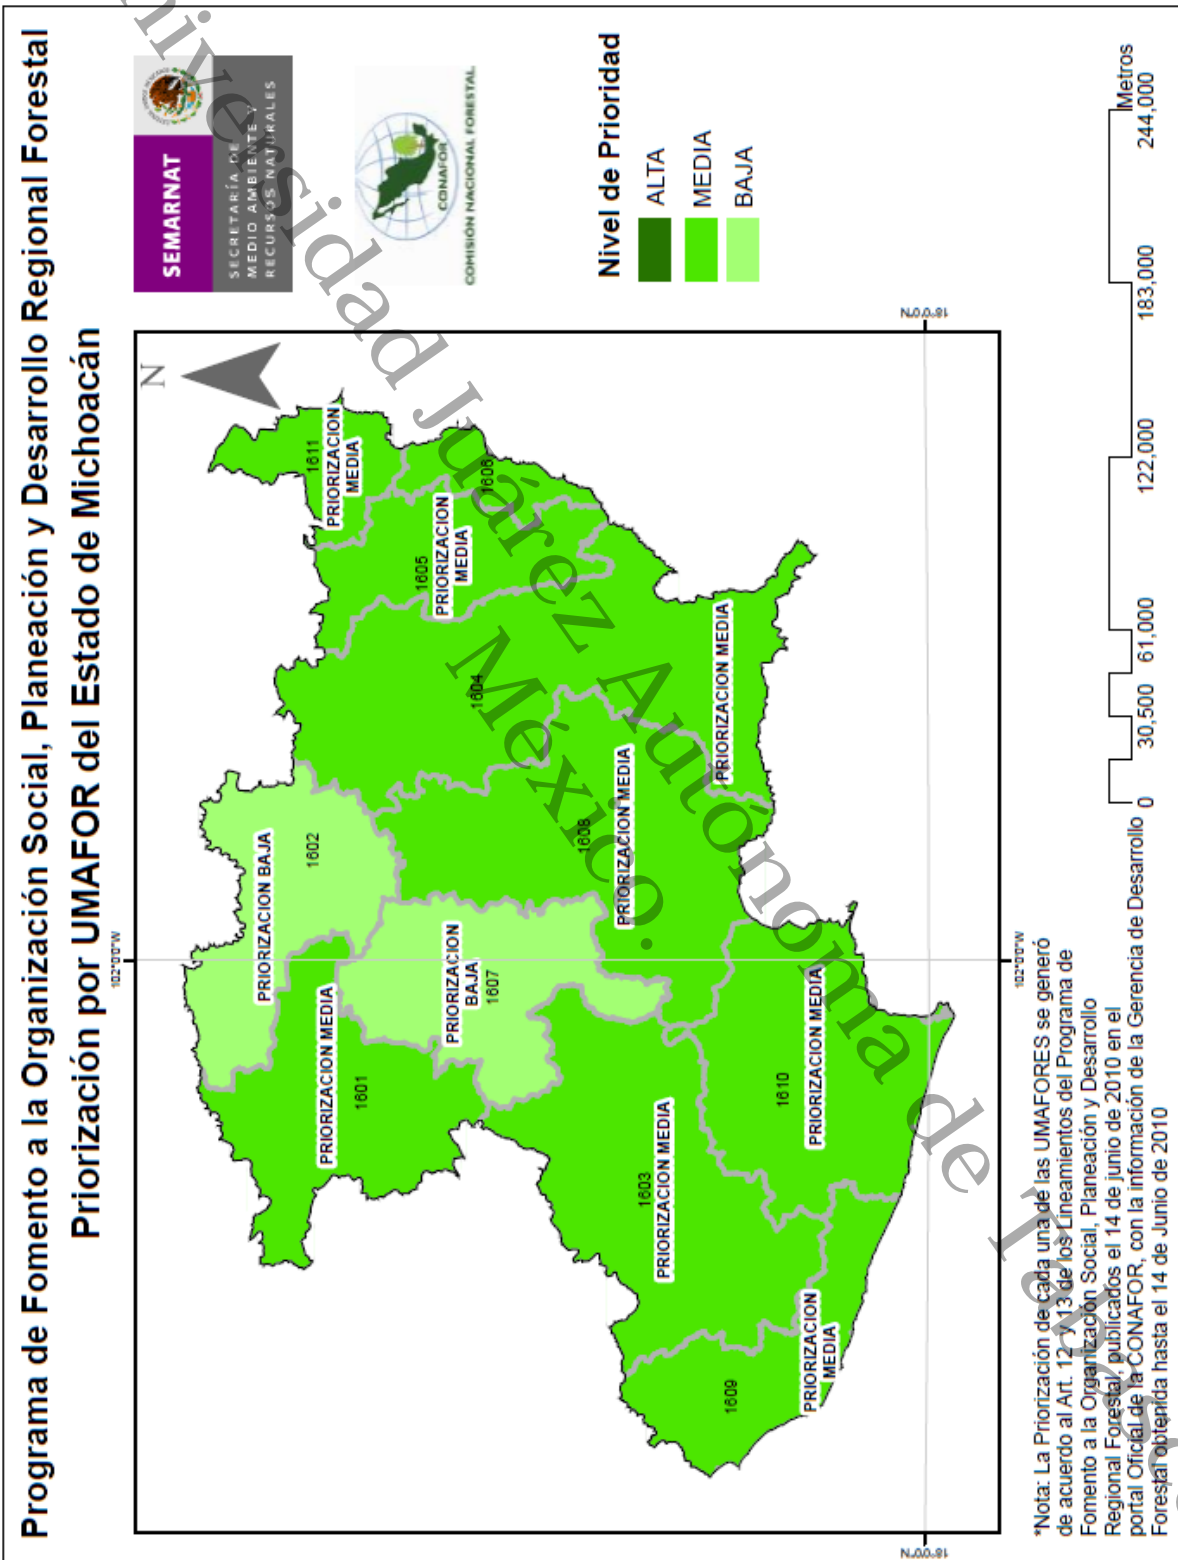 Programa de Fomento a la Organización Social, Planeación y Desarrollo Regional Forestal
Priorización por UMAFOR del Estado de Michoacán
102°0'0"W
N
SEMARNAT
SECRETARÍA DE
MEDIO AMBIENTE Y
RECURSOS NATURALES
CONAFOR
COMISIÓN NACIONAL FORESTAL
Nivel de Prioridad
ALTA
MEDIA
BAJA
PRIORIZACION BAJA
1602
1611
PRIORIZACION
MEDIA
PRIORIZACION MEDIA
1601
PRIORIZACION
BAJA
1607
1605
PRIORIZACION
MEDIA
1606
1604
1608
PRIORIZACION MEDIA
1603
PRIORIZACION MEDIA
PRIORIZACION MEDIA
1609
PRIORIZACION
MEDIA
1610
PRIORIZACION MEDIA
18°0'0"N
18°0'0"N
102°0'0"W
*Nota: La Priorización de cada una de las UMAFORES se generó
de acuerdo al Art. 12 y 13 de los Lineamientos del Programa de
Fomento a la Organización Social, Planeación y Desarrollo
Regional Forestal, publicados el 14 de junio de 2010 en el
portal Oficial de la CONAFOR, con la información de la Gerencia de Desarrollo
Forestal obtenida hasta el 14 de Junio de 2010
0 30,500 61,000 122,000 183,000 244,000
Metros
Universidad Juárez Autónoma de Tabasco.
México.